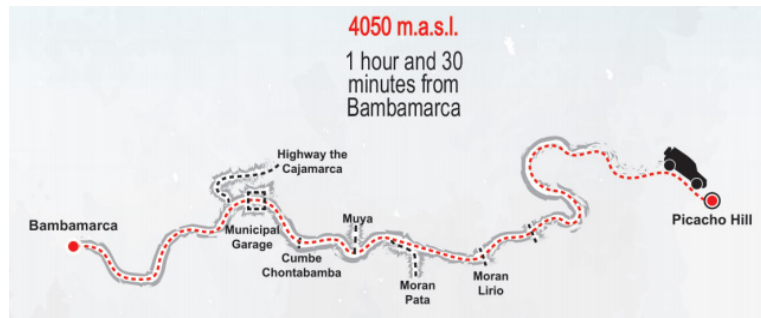 4050 m.a.s.l.
1 hour and 30
minutes from
Bambamarca
Highway the
Cajamarca
Bambamarca
Municipal
Garage
Cumbe
Chontabamba
Muya
Moran
Pata
Moran
Lirio
Picacho Hill